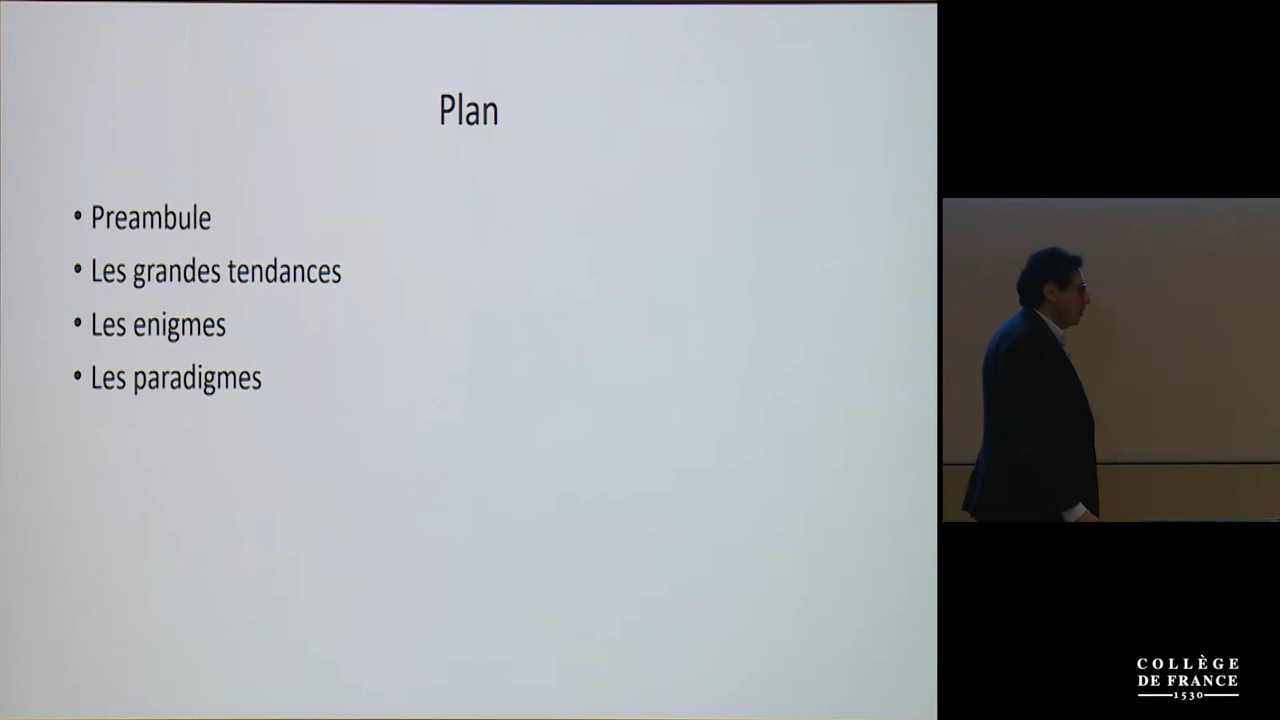 Plan
• Preambule
• Les grandes tendances
• Les enigmes
• Les paradigmes
COLLÈGE
DE FRANCE
1530